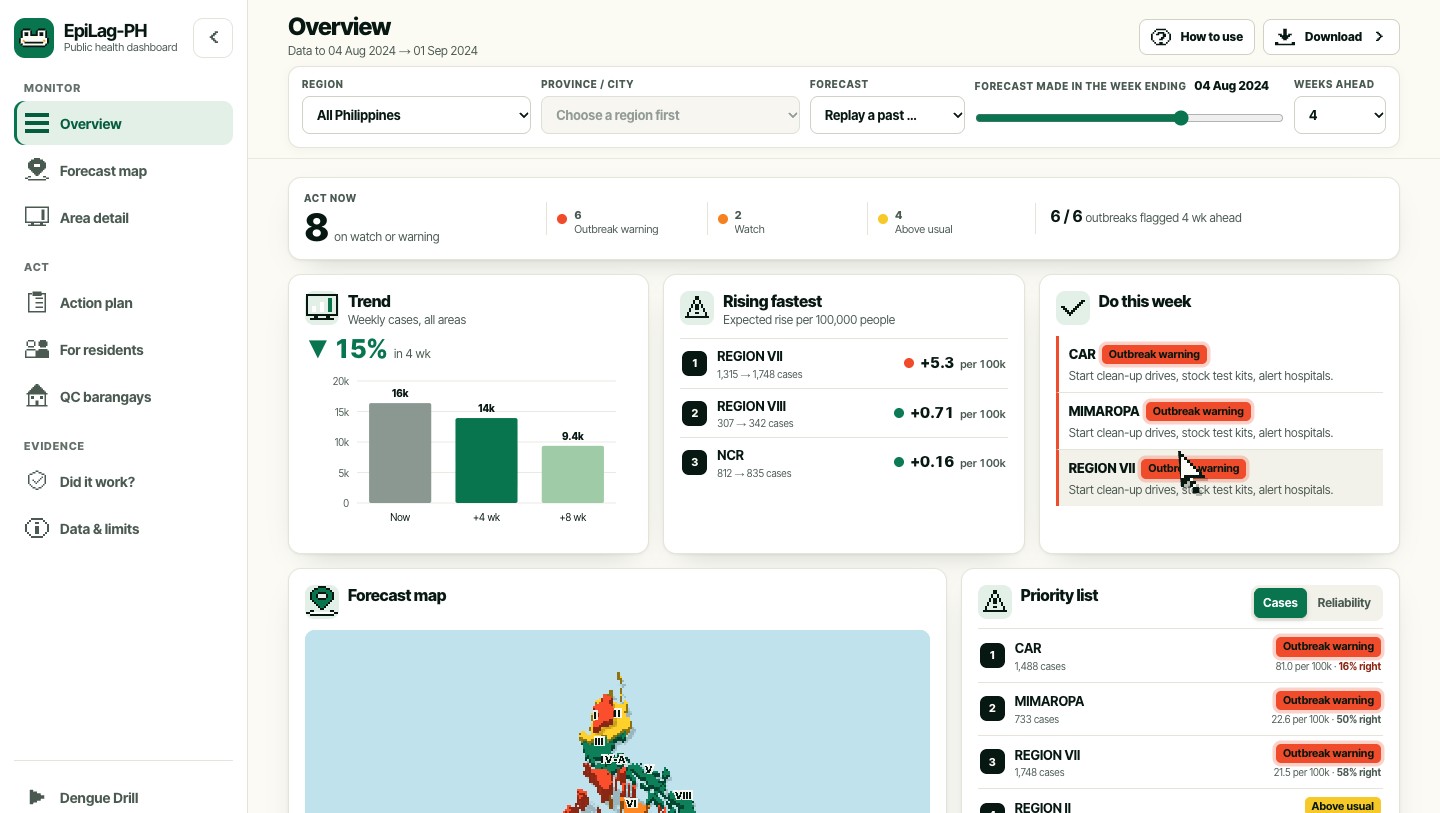 EpiLag-PH
Public health dashboard
MONITOR
Overview
Forecast map
Area detail
ACT
Action plan
For residents
QC barangays
EVIDENCE
Did it work?
Data & limits
Dengue Drill
Overview
Data to 04 Aug 2024 → 01 Sep 2024
How to use
Download
REGION
All Philippines
PROVINCE / CITY
Choose a region first
FORECAST
Replay a past ...
FORECAST MADE IN THE WEEK ENDING 04 Aug 2024
WEEKS AHEAD
4
ACT NOW
8 on watch or warning
6
Outbreak warning
2
Watch
4
Above usual
6 / 6 outbreaks flagged 4 wk ahead
Trend
Weekly cases, all areas
▼ 15% in 4 wk
20k
15k
10k
5k
0
16k
14k
9.4k
Now
+4 wk
+8 wk
Rising fastest
Expected rise per 100,000 people
1 REGION VII +5.3 per 100k
1,315 → 1,748 cases
2 REGION VIII +0.71 per 100k
307 → 342 cases
3 NCR +0.16 per 100k
812 → 835 cases
Do this week
CAR Outbreak warning
Start clean-up drives, stock test kits, alert hospitals.
MIMAROPA Outbreak warning
Start clean-up drives, stock test kits, alert hospitals.
REGION VII Outbreak warning
Start clean-up drives, stock test kits, alert hospitals.
Forecast map
I
II
III
IV-A
V
VI
VIII
Priority list
Cases
Reliability
1 CAR Outbreak warning
1,488 cases 81.0 per 100k · 16% right
2 MIMAROPA Outbreak warning
733 cases 22.6 per 100k · 50% right
3 REGION VII Outbreak warning
1,748 cases 21.5 per 100k · 58% right
REGION II Above usual